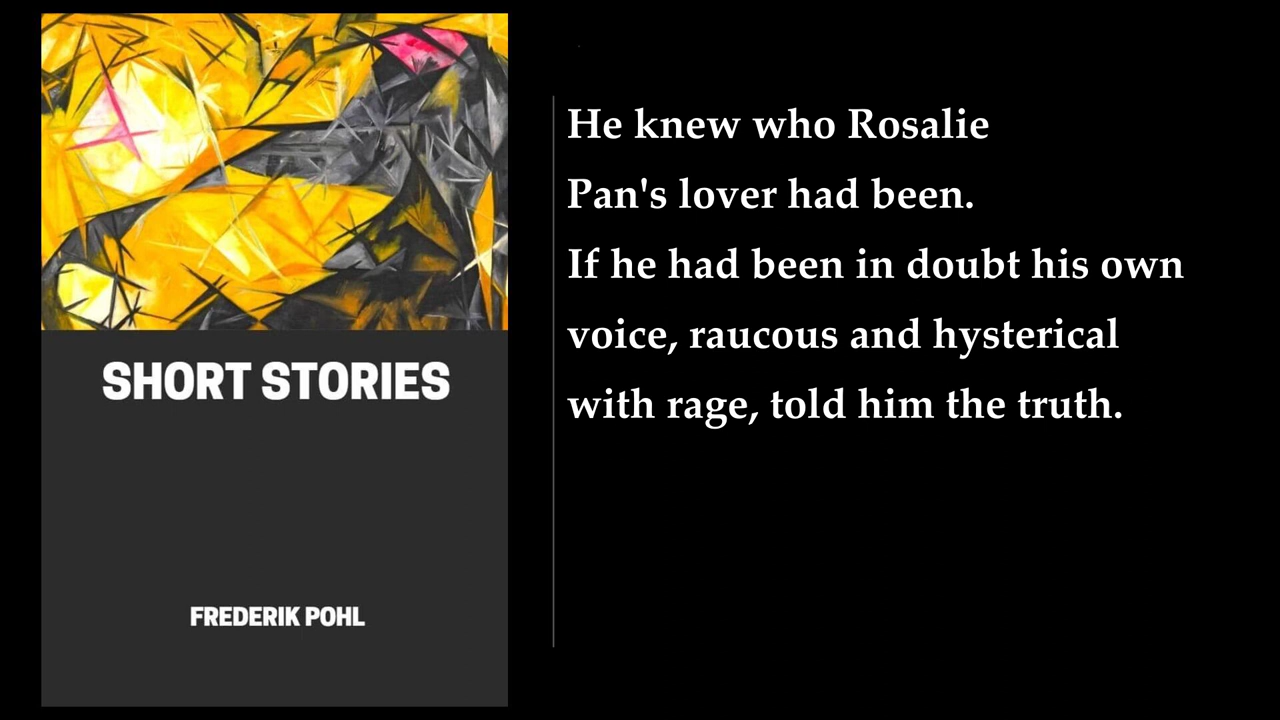 SHORT STORIES
FREDERIK POHL
He knew who Rosalie
Pan's lover had been.
If he had been in doubt his own
voice, raucous and hysterical
with rage, told him the truth.